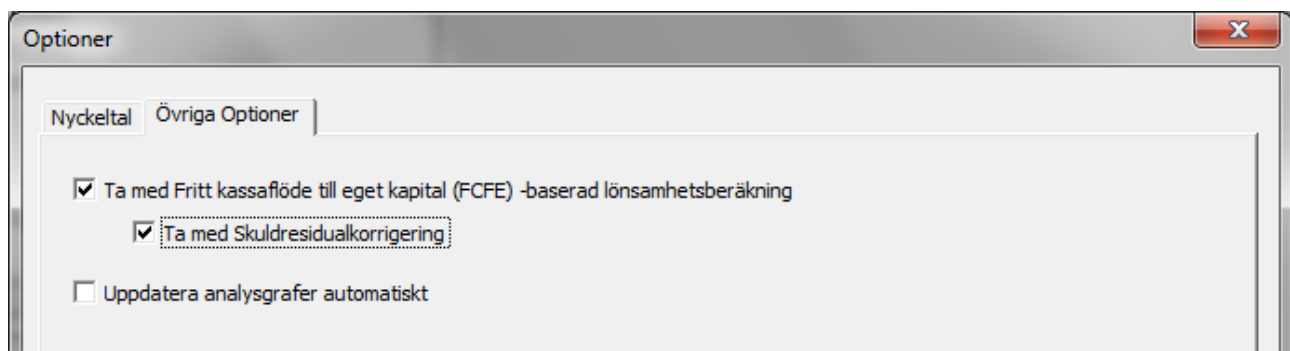 Optioner
Nyckeltal
Övriga Optioner
Ta med Fritt kassaflöde till eget kapital (FCFE) -baserad lönsamhetsberäkning
Ta med Skuldresidualkorrigering
Uppdatera analysgrafer automatiskt